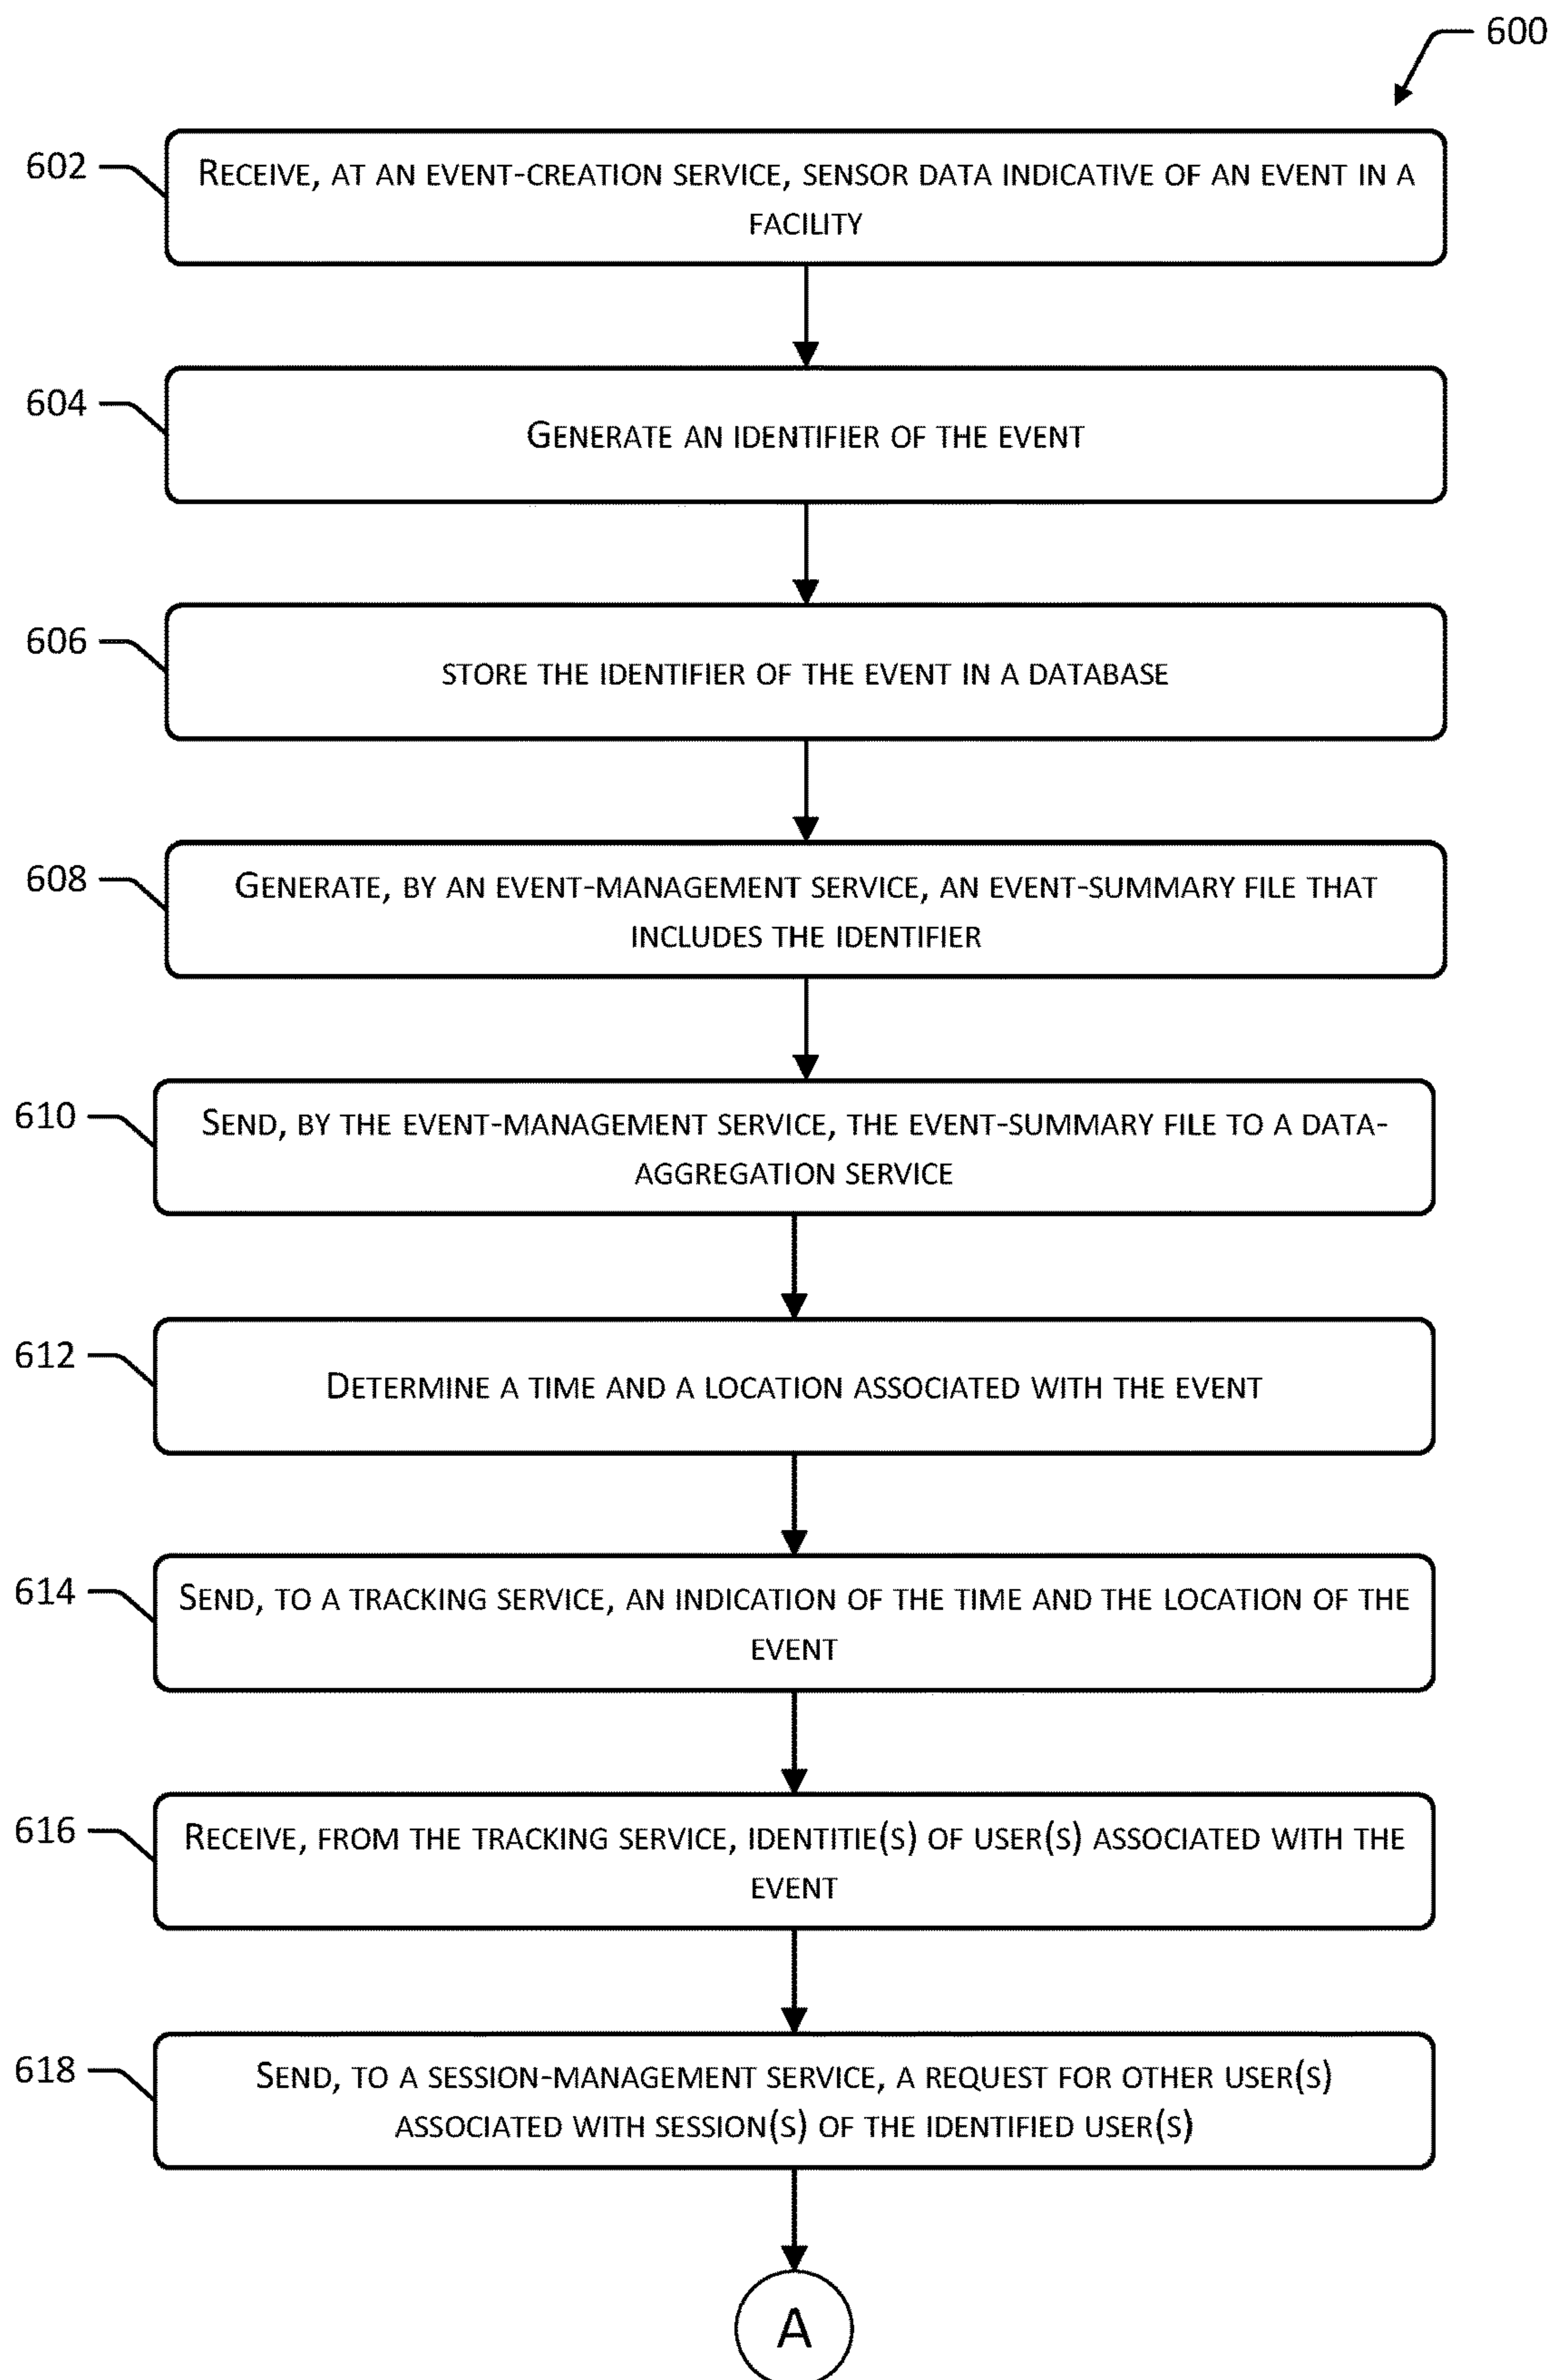 600
602
RECEIVE, AT AN EVENT-CREATION SERVICE, SENSOR DATA INDICATIVE OF AN EVENT IN A
FACILITY
604
GENERATE AN IDENTIFIER OF THE EVENT
606
STORE THE IDENTIFIER OF THE EVENT IN A DATABASE
608
GENERATE, BY AN EVENT-MANAGEMENT SERVICE, AN EVENT-SUMMARY FILE THAT
INCLUDES THE IDENTIFIER
610
SEND, BY THE EVENT-MANAGEMENT SERVICE, THE EVENT-SUMMARY FILE TO A DATA-
AGGREGATION SERVICE
612
DETERMINE A TIME AND A LOCATION ASSOCIATED WITH THE EVENT
614
SEND, TO A TRACKING SERVICE, AN INDICATION OF THE TIME AND THE LOCATION OF THE
EVENT
616
RECEIVE, FROM THE TRACKING SERVICE, IDENTITIE(S) OF USER(S) ASSOCIATED WITH THE
EVENT
618
SEND, TO A SESSION-MANAGEMENT SERVICE, A REQUEST FOR OTHER USER(S)
ASSOCIATED WITH SESSION(S) OF THE IDENTIFIED USER(S)
A